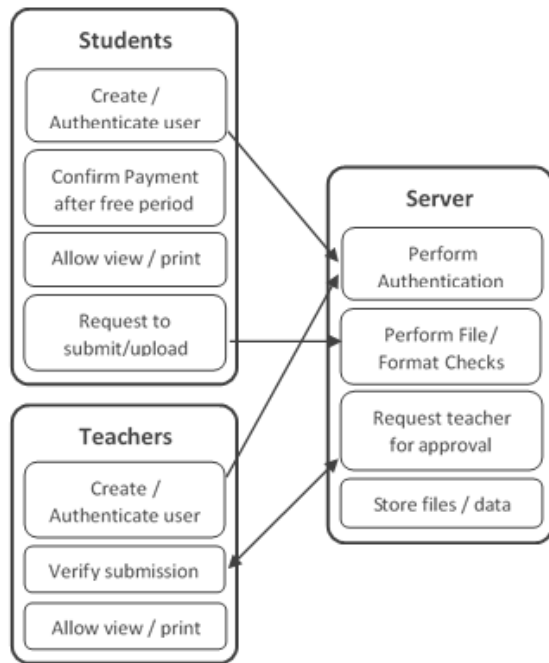 Students
Create /
Authenticate user
Confirm Payment
after free period
Allow view / print
Request to
submit/upload
Teachers
Create /
Authenticate user
Verify submission
Allow view / print
Server
Perform
Authentication
Perform File/
Format Checks
Request teacher
for approval
Store files / data